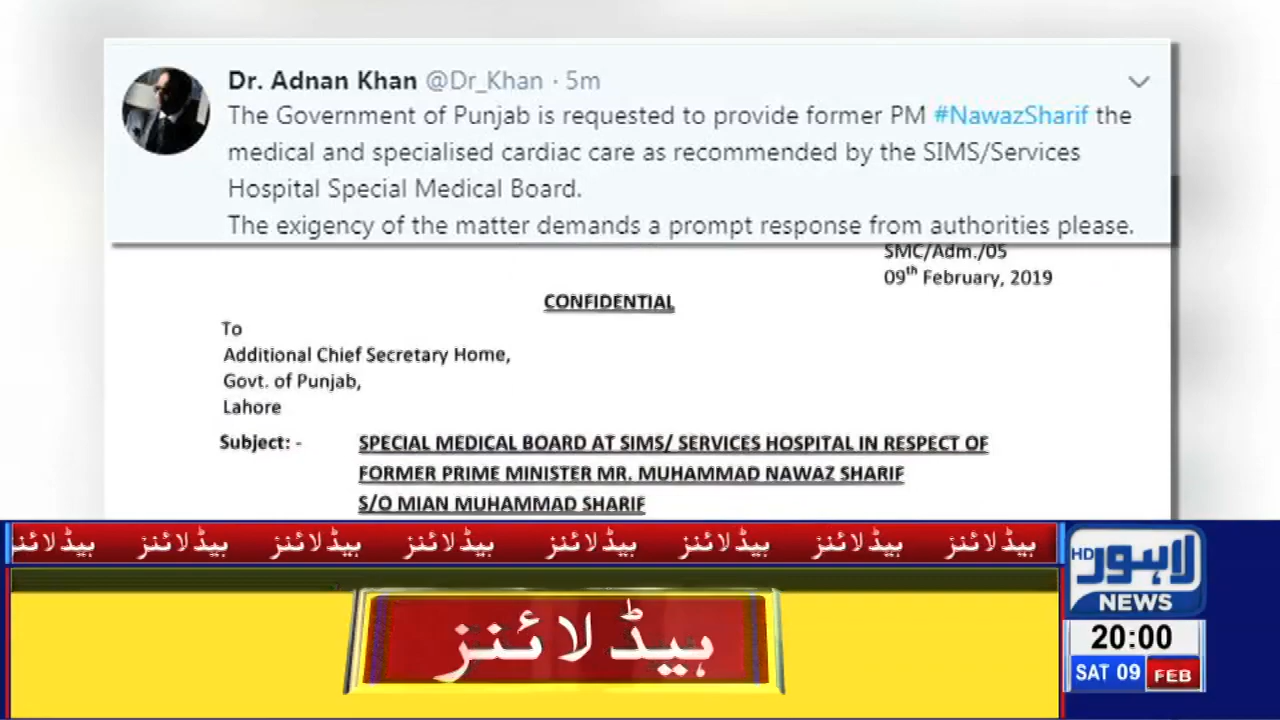 Dr. Adnan Khan @Dr_Khan · 5m
The Government of Punjab is requested to provide former PM #NawazSharif the
medical and specialised cardiac care as recommended by the SIMS/Services
Hospital Special Medical Board.
The exigency of the matter demands a prompt response from authorities please.
SMC/Adm./05
09th February, 2019
CONFIDENTIAL
To
Additional Chief Secretary Home,
Govt. of Punjab,
Lahore
Subject: - SPECIAL MEDICAL BOARD AT SIMS/ SERVICES HOSPITAL IN RESPECT OF
FORMER PRIME MINISTER MR. MUHAMMAD NAWAZ SHARIF
S/O MIAN MUHAMMAD SHARIF
ہیڈلائنز ہیڈلائنز ہیڈلائنز ہیڈلائنز ہیڈلائنز ہیڈلائنز ہیڈلائنز ہیڈلائنز
ہیڈلائنز
HD لاہور
NEWS
20:00
SAT 09 FEB